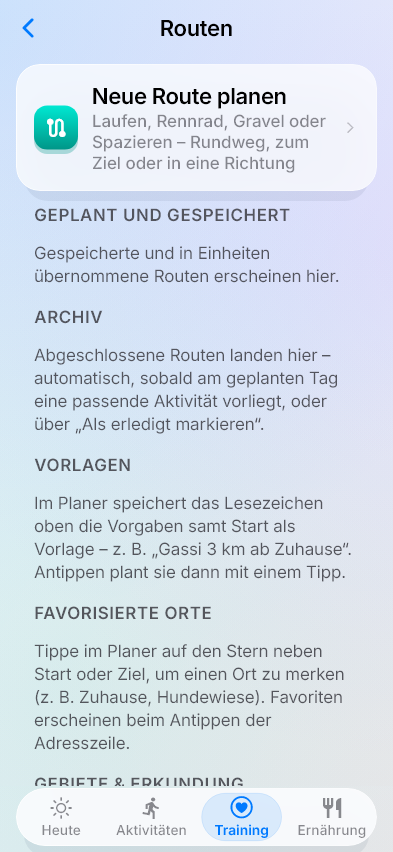 Routen
Neue Route planen
Laufen, Rennrad, Gravel oder
Spazieren – Rundweg, zum
Ziel oder in eine Richtung
GEPLANT UND GESPEICHERT
Gespeicherte und in Einheiten
übernommene Routen erscheinen hier.
ARCHIV
Abgeschlossene Routen landen hier –
automatisch, sobald am geplanten Tag
eine passende Aktivität vorliegt, oder
über „Als erledigt markieren“.
VORLAGEN
Im Planer speichert das Lesezeichen
oben die Vorgaben samt Start als
Vorlage – z. B. „Gassi 3 km ab Zuhause“.
Antippen plant sie dann mit einem Tipp.
FAVORISIERTE ORTE
Tippe im Planer auf den Stern neben
Start oder Ziel, um einen Ort zu merken
(z. B. Zuhause, Hundewiese). Favoriten
erscheinen beim Antippen der
Adresszeile.
GEBIETE & ERKUNDUNG
Heute
Aktivitäten
Training
Ernährung